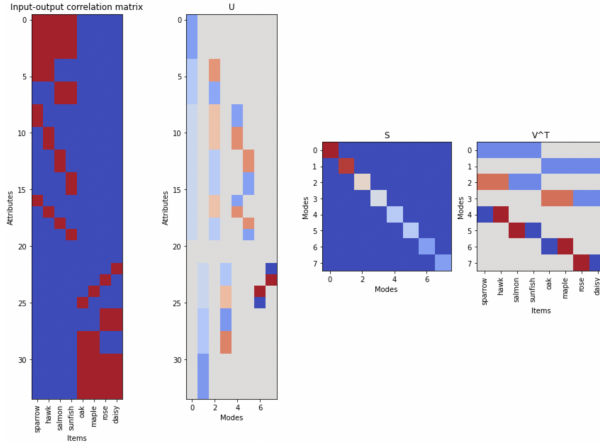 Input-output correlation matrix
U
0
5
10
15
20
25
30
Attributes
sparrow
hawk
salmon
sunfish
oak
maple
rose
daisy
Items
0
5
10
15
20
25
30
Attributes
0 2 4 6
Modes
S
0
1
2
3
4
5
6
7
Modes
0 2 4 6
Modes
V^T
0
1
2
3
4
5
6
7
Modes
sparrow
hawk
salmon
sunfish
oak
maple
rose
daisy
Items